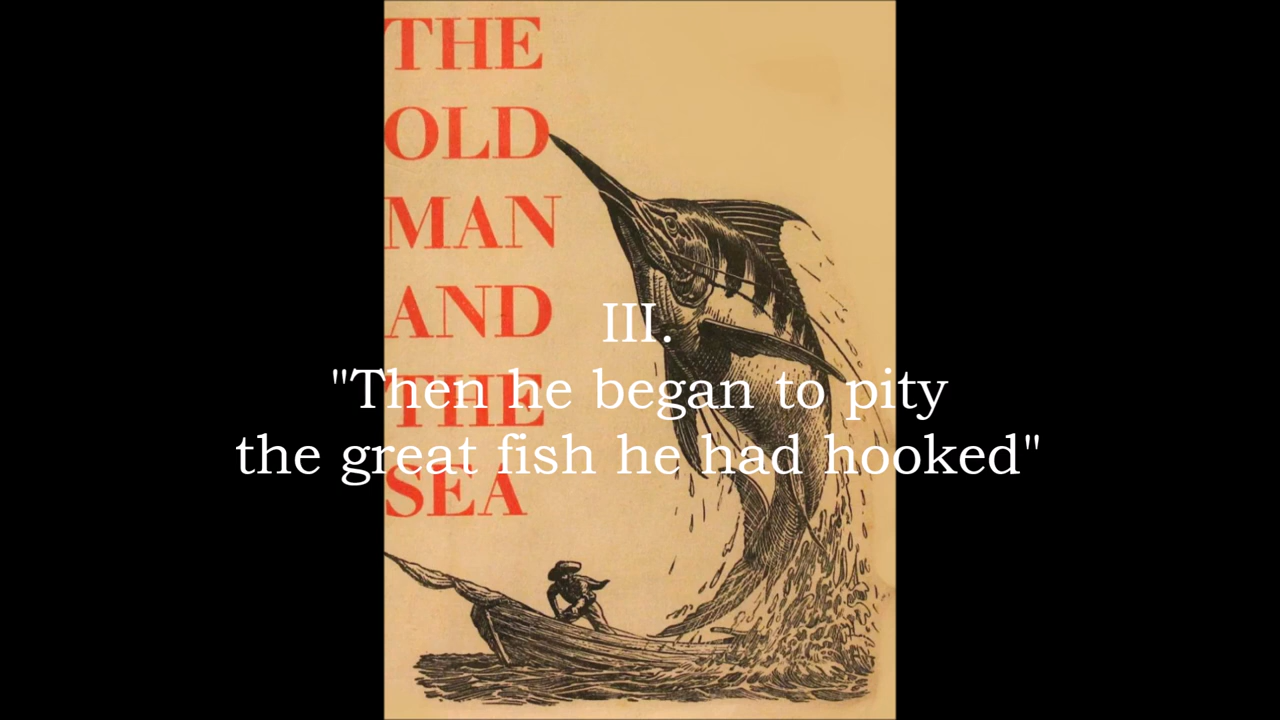 THE
OLD
MAN
AND
THE
SEA
III.
"Then he began to pity
the great fish he had hooked"